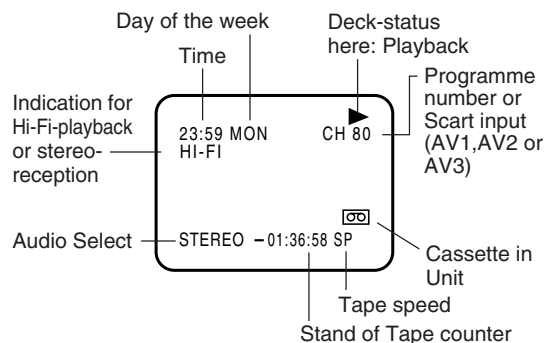 Day of the week
Time
Deck-status
here: Playback
Indication for
Hi-Fi-playback
or stereo-
reception
23:59 MON
HI-FI
CH 80
Programme
number or
Scart input
(AV1,AV2 or
AV3)
Audio Select
STEREO −01:36:58 SP
Cassette in
Unit
Tape speed
Stand of Tape counter